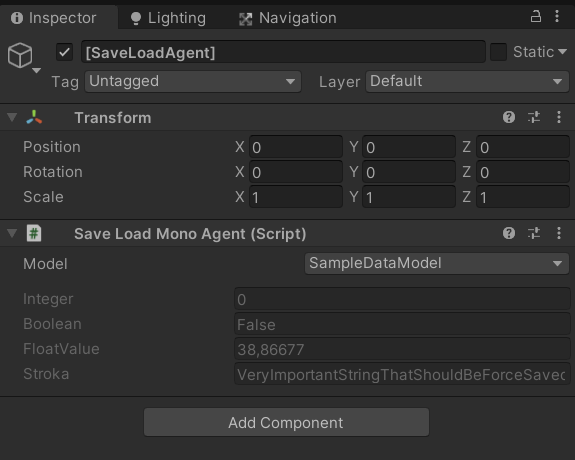 Inspector Lighting Navigation
[SaveLoadAgent] Static
Tag Untagged Layer Default
Transform
Position X 0 Y 0 Z 0
Rotation X 0 Y 0 Z 0
Scale X 1 Y 1 Z 1
# Save Load Mono Agent (Script)
Model SampleDataModel
Integer 0
Boolean False
FloatValue 38,86677
Stroka VeryImportantStringThatShouldBeForceSaved
Add Component